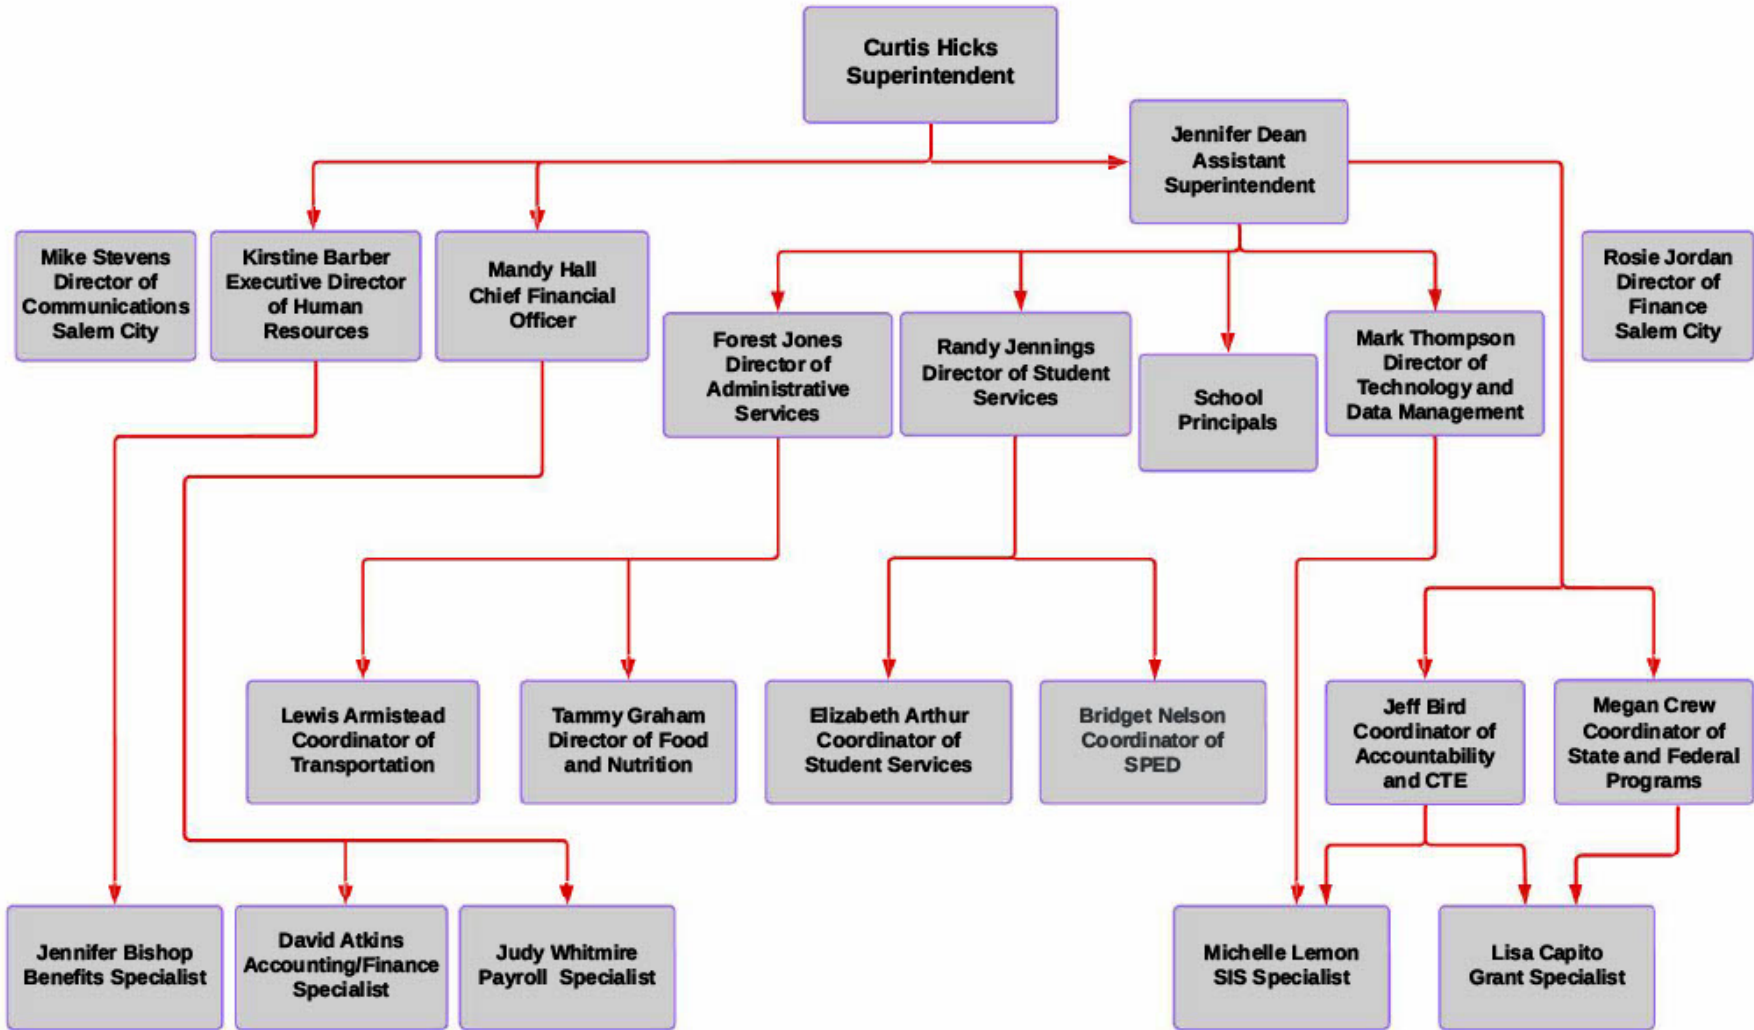 Curtis Hicks
Superintendent
Jennifer Dean
Assistant
Superintendent
Mike Stevens
Director of
Communications
Salem City
Kirstine Barber
Executive Director
of Human
Resources
Mandy Hall
Chief Financial
Officer
Forest Jones
Director of
Administrative
Services
Randy Jennings
Director of Student
Services
School
Principals
Mark Thompson
Director of
Technology and
Data Management
Rosie Jordan
Director of
Finance
Salem City
Lewis Armistead
Coordinator of
Transportation
Tammy Graham
Director of Food
and Nutrition
Elizabeth Arthur
Coordinator of
Student Services
Bridget Nelson
Coordinator of
SPED
Jeff Bird
Coordinator of
Accountability
and CTE
Megan Crew
Coordinator of
State and Federal
Programs
Jennifer Bishop
Benefits Specialist
David Atkins
Accounting/Finance
Specialist
Judy Whitmire
Payroll Specialist
Michelle Lemon
SIS Specialist
Lisa Capito
Grant Specialist